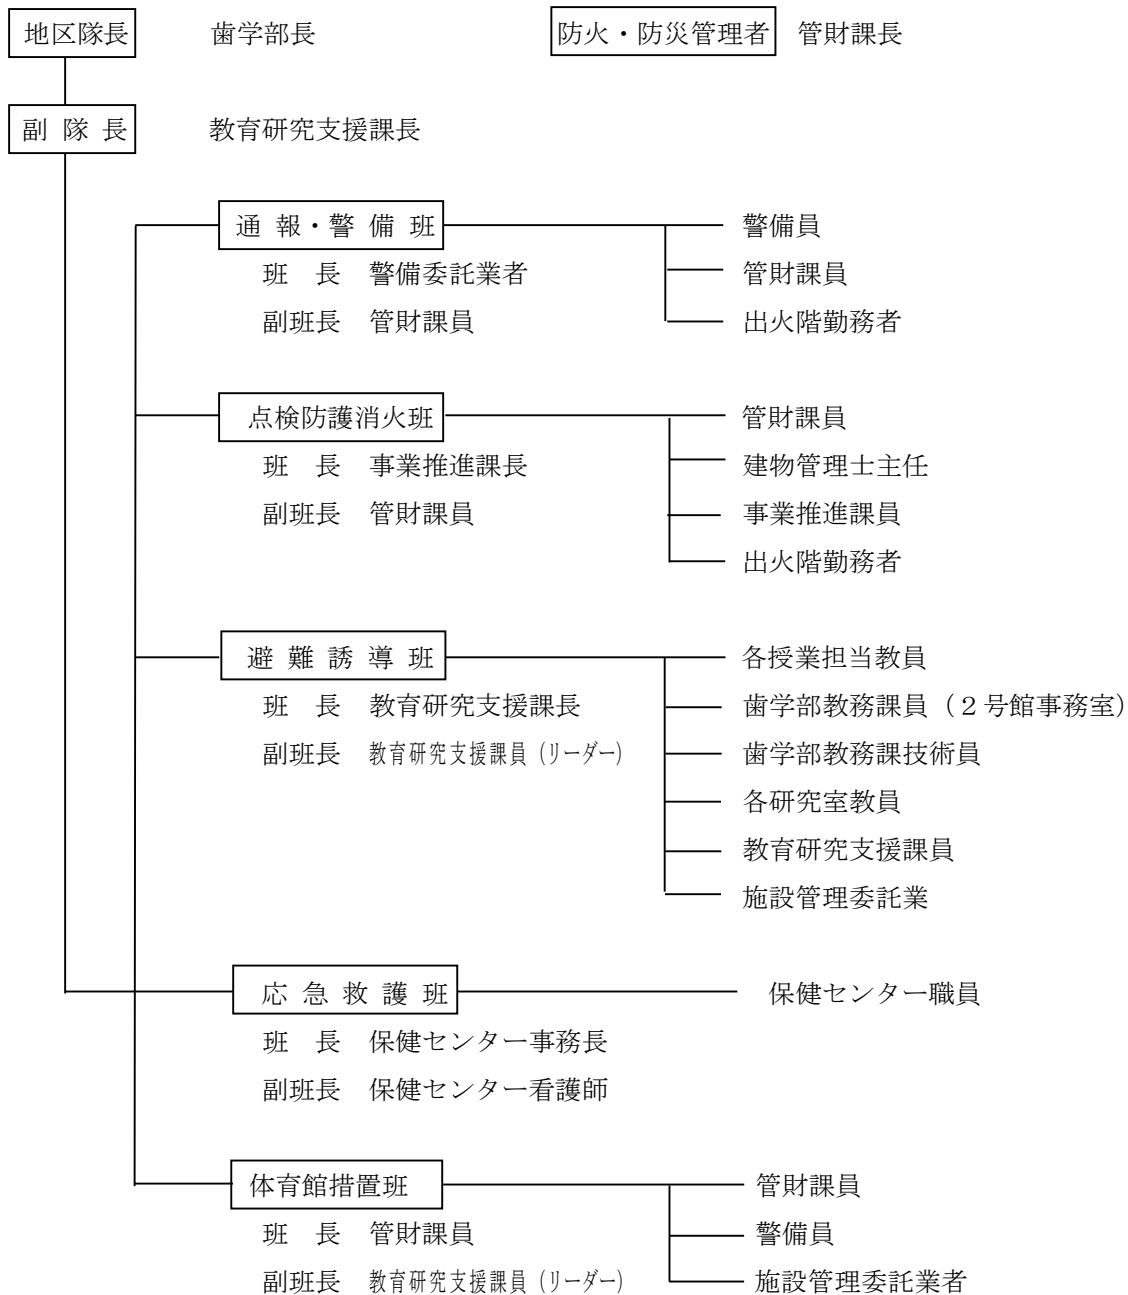 地区隊長 歯学部長 防火・防災管理者 管財課長
副隊長 教育研究支援課長
通報・警備班 警備員
班長 警備委託業者 管財課員
副班長 管財課員 出火階勤務者
点検防護消火班 管財課員
班長 事業推進課長 建物管理士主任
副班長 管財課員 事業推進課員
出火階勤務者
避難誘導班 各授業担当教員
班長 教育研究支援課長 歯学部教務課員（２号館事務室）
副班長 教育研究支援課員（リーダー） 歯学部教務課技術員
各研究室教員
教育研究支援課員
施設管理委託業
応急救護班 保健センター職員
班長 保健センター事務長
副班長 保健センター看護師
体育館措置班 管財課員
班長 管財課員 警備員
副班長 教育研究支援課員（リーダー） 施設管理委託業者